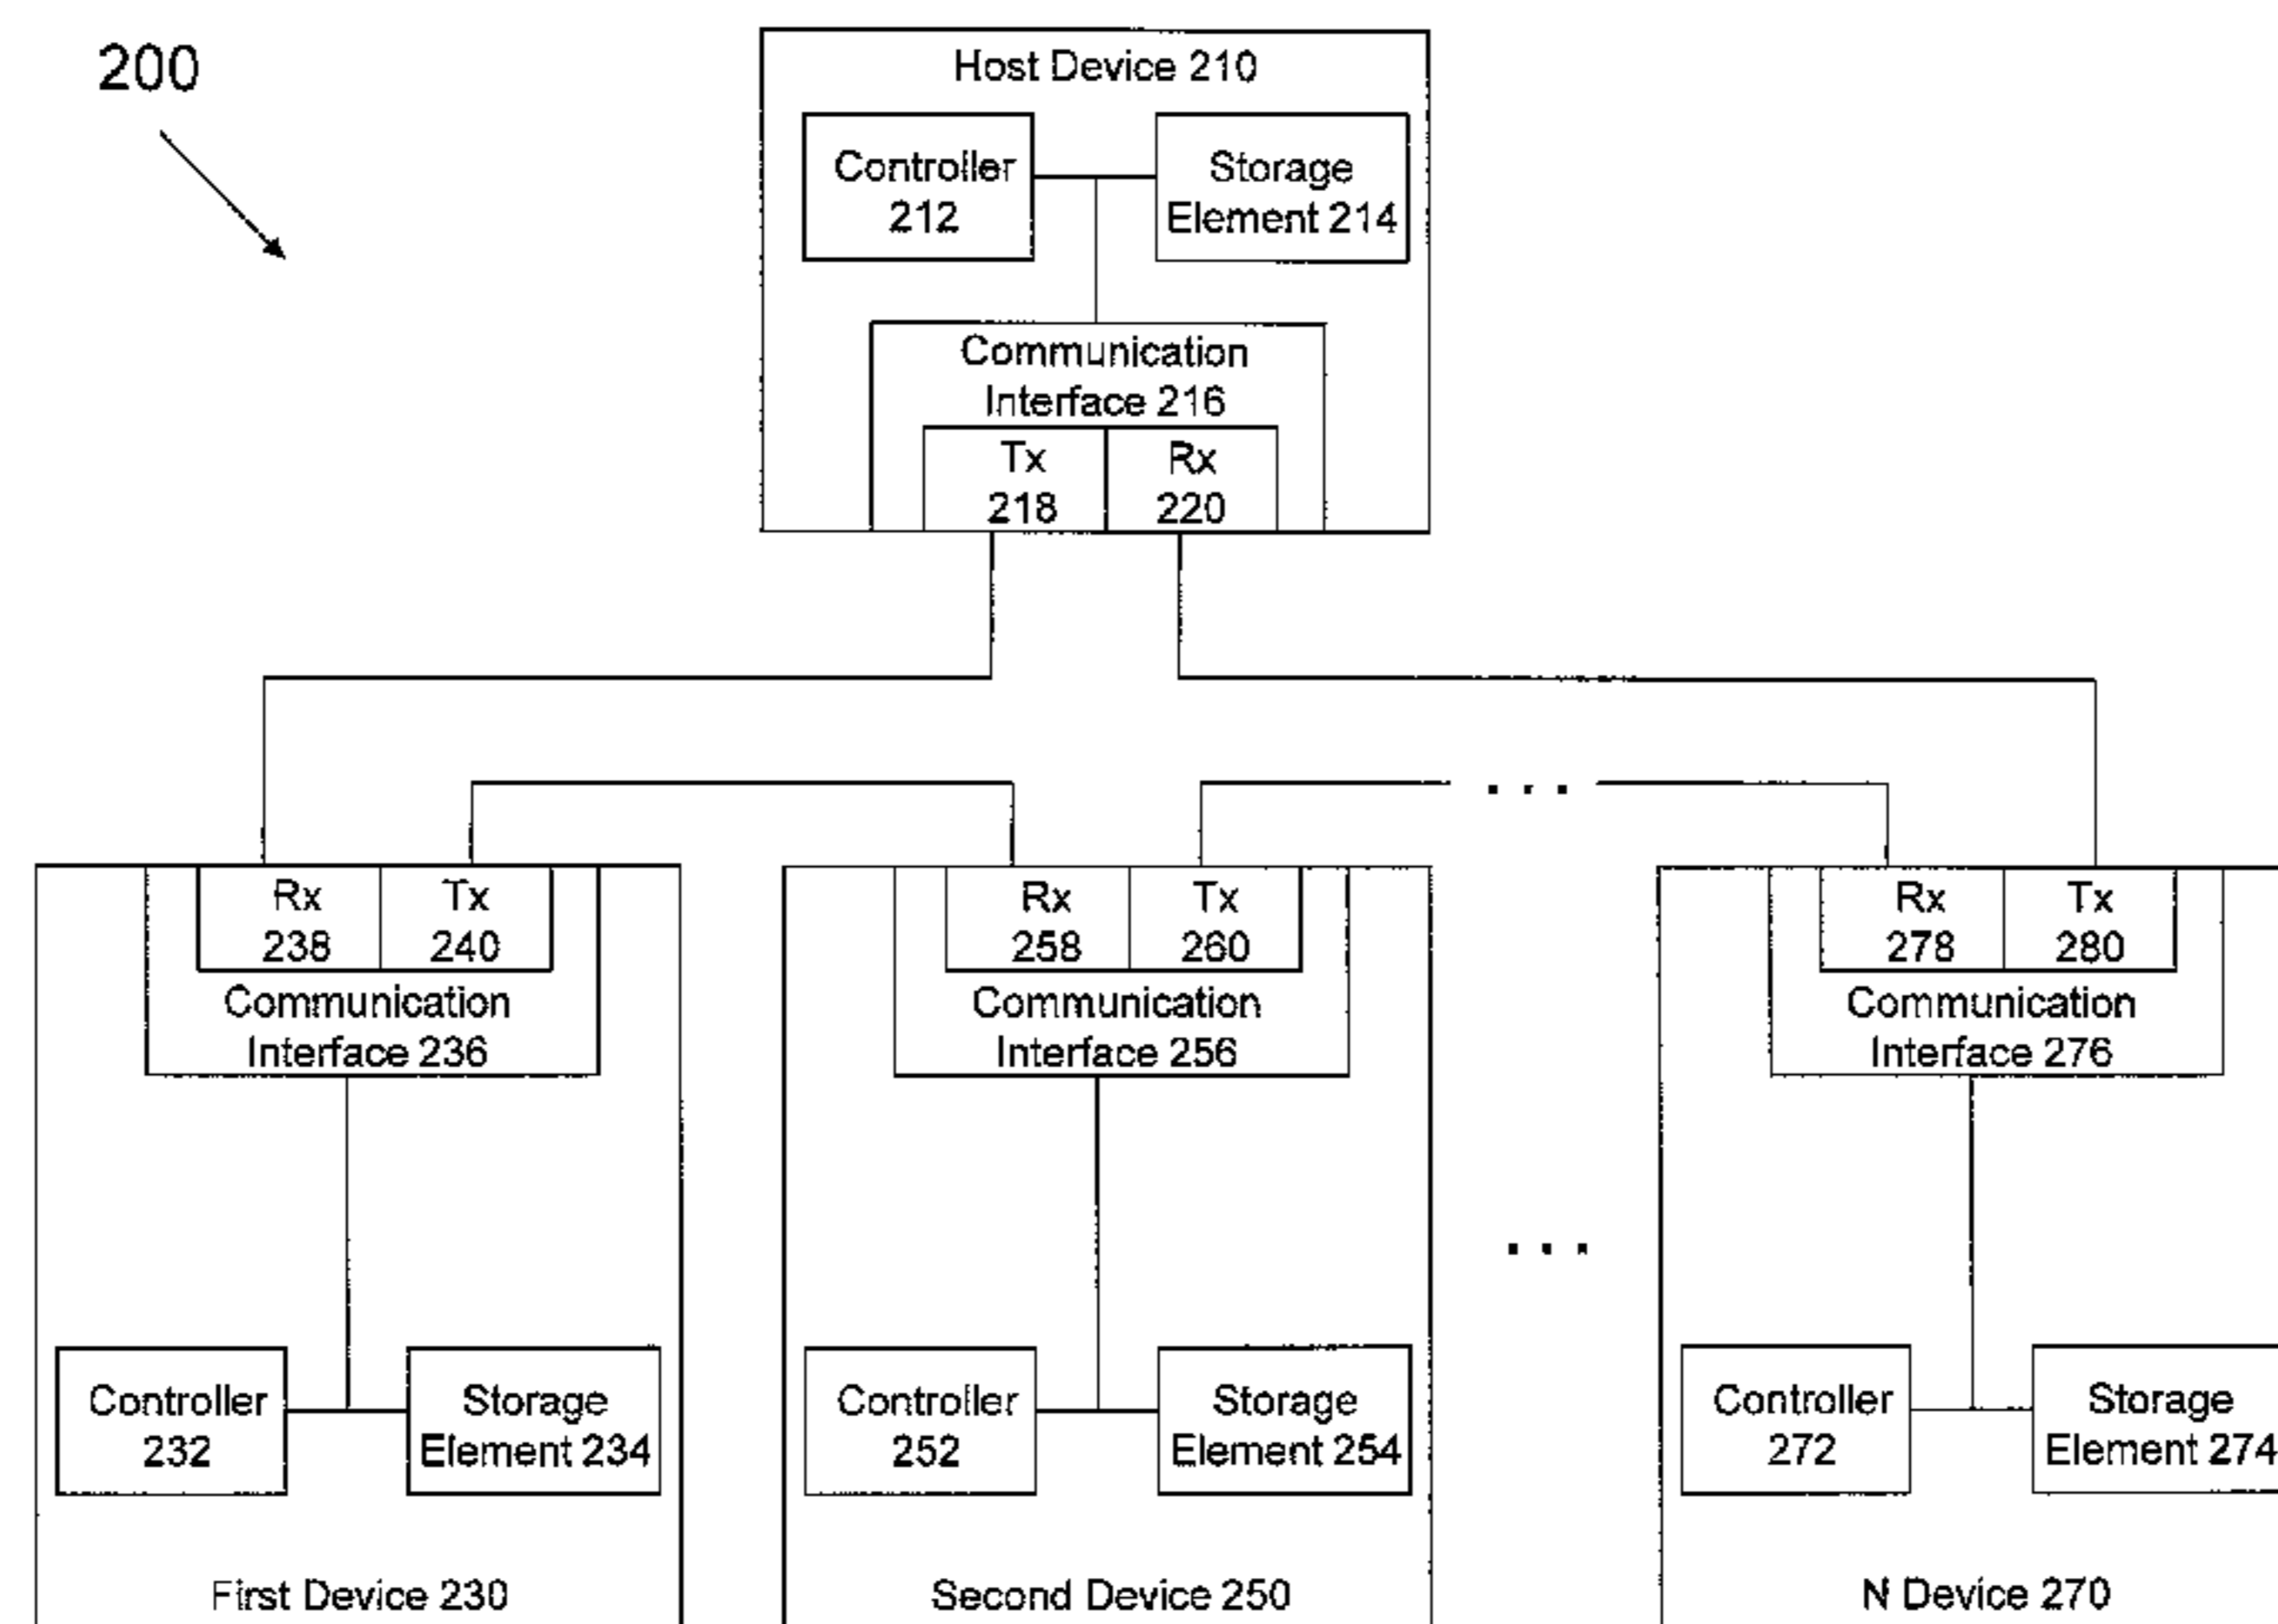 200
Host Device 210
Controller
212
Storage
Element 214
Communication
Interface 216
Tx
218
Rx
220
. . .
Rx
238
Tx
240
Communication
Interface 236
Rx
258
Tx
260
Communication
Interface 256
Rx
278
Tx
280
Communication
Interface 276
. . .
Controller
232
Storage
Element 234
Controller
252
Storage
Element 254
Controller
272
Storage
Element 274
First Device 230
Second Device 250
N Device 270